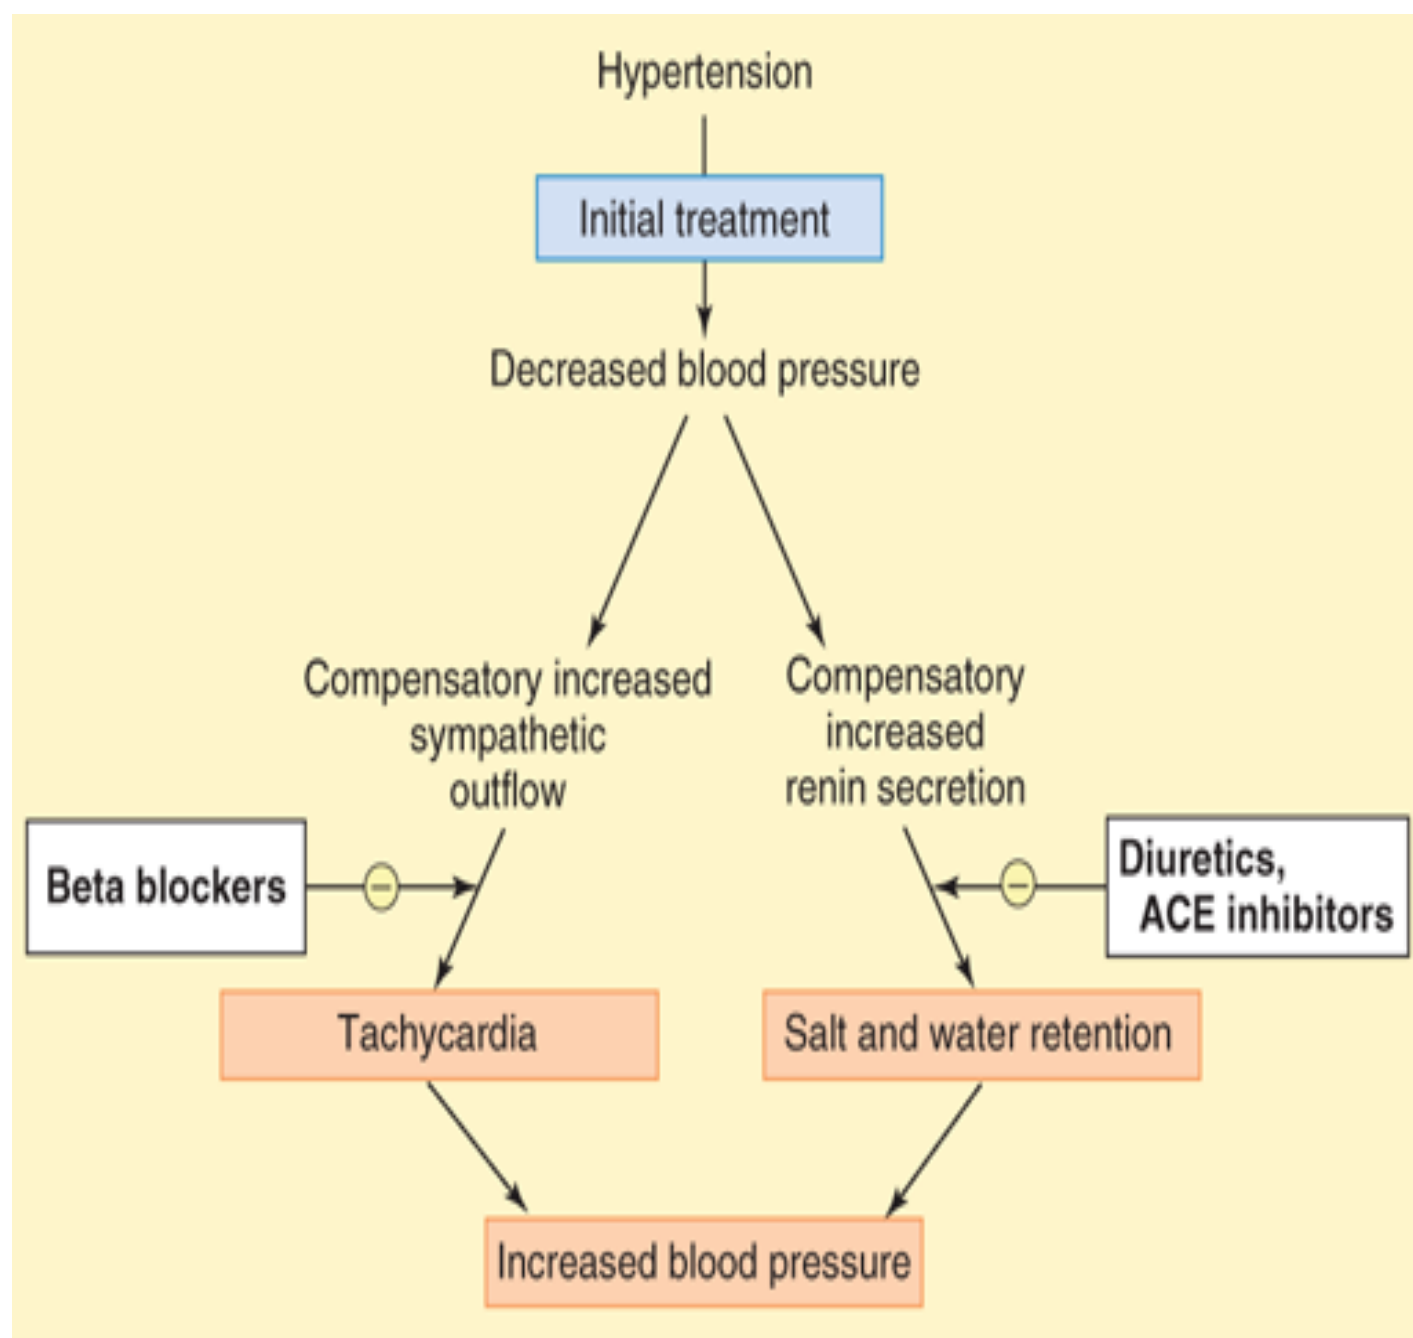 Hypertension
Initial treatment
Decreased blood pressure
Compensatory increased
sympathetic
outflow
Compensatory
increased
renin secretion
Beta blockers
−
−
Diuretics,
ACE inhibitors
Tachycardia
Salt and water retention
Increased blood pressure